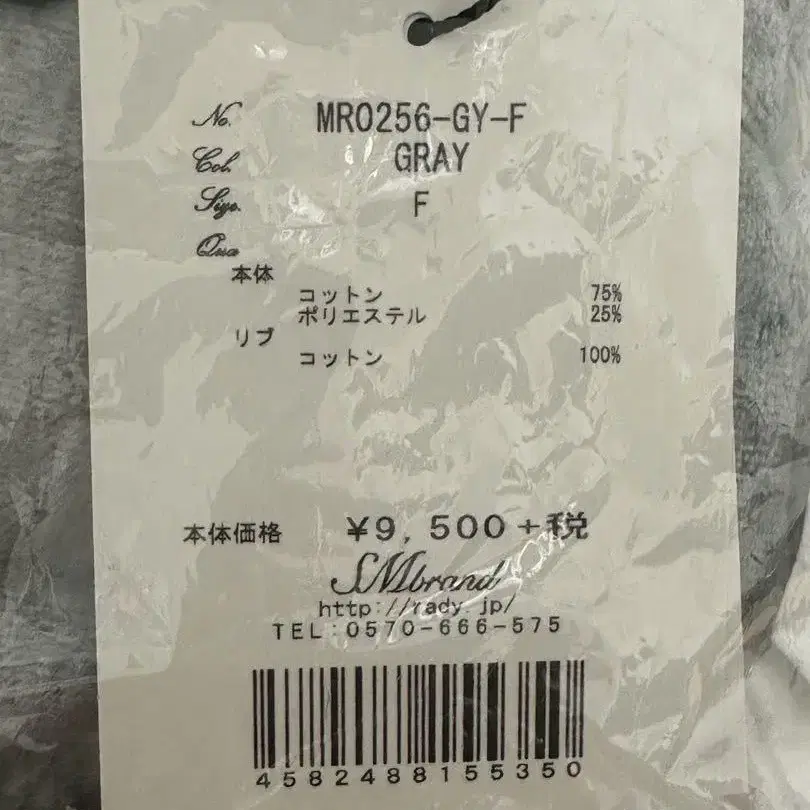 No. MR0256-GY-F
Col. GRAY
Size. F
Qua
本体
コットン 75%
ポリエステル 25%
リブ
コットン 100%
本体価格 ¥9,500+税
SMbrand
http://rady.jp/
TEL:0570-666-575
4582488155350